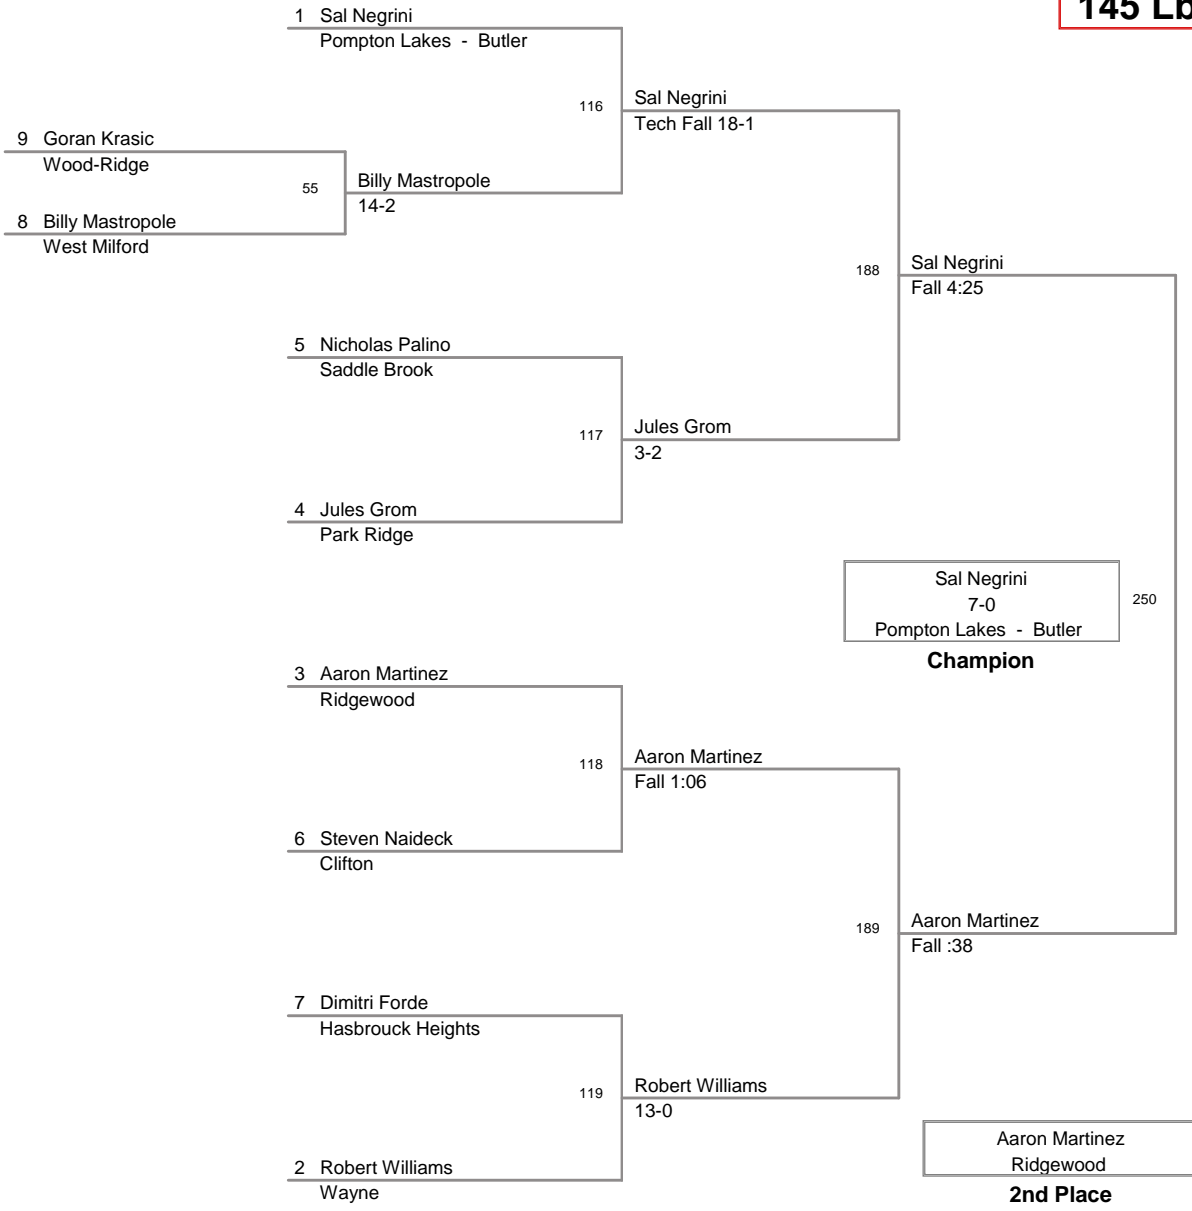 145 Lb
1 Sal Negrini
Pompton Lakes - Butler
116
Sal Negrini
Tech Fall 18-1
9 Goran Krasic
Wood-Ridge
55
Billy Mastropole
14-2
8 Billy Mastropole
West Milford
188
Sal Negrini
Fall 4:25
5 Nicholas Palino
Saddle Brook
117
Jules Grom
3-2
4 Jules Grom
Park Ridge
Sal Negrini
7-0
Pompton Lakes - Butler
Champion
250
3 Aaron Martinez
Ridgewood
118
Aaron Martinez
Fall 1:06
6 Steven Naideck
Clifton
189
Aaron Martinez
Fall :38
7 Dimitri Forde
Hasbrouck Heights
119
Robert Williams
13-0
2 Robert Williams
Wayne
Aaron Martinez
Ridgewood
2nd Place